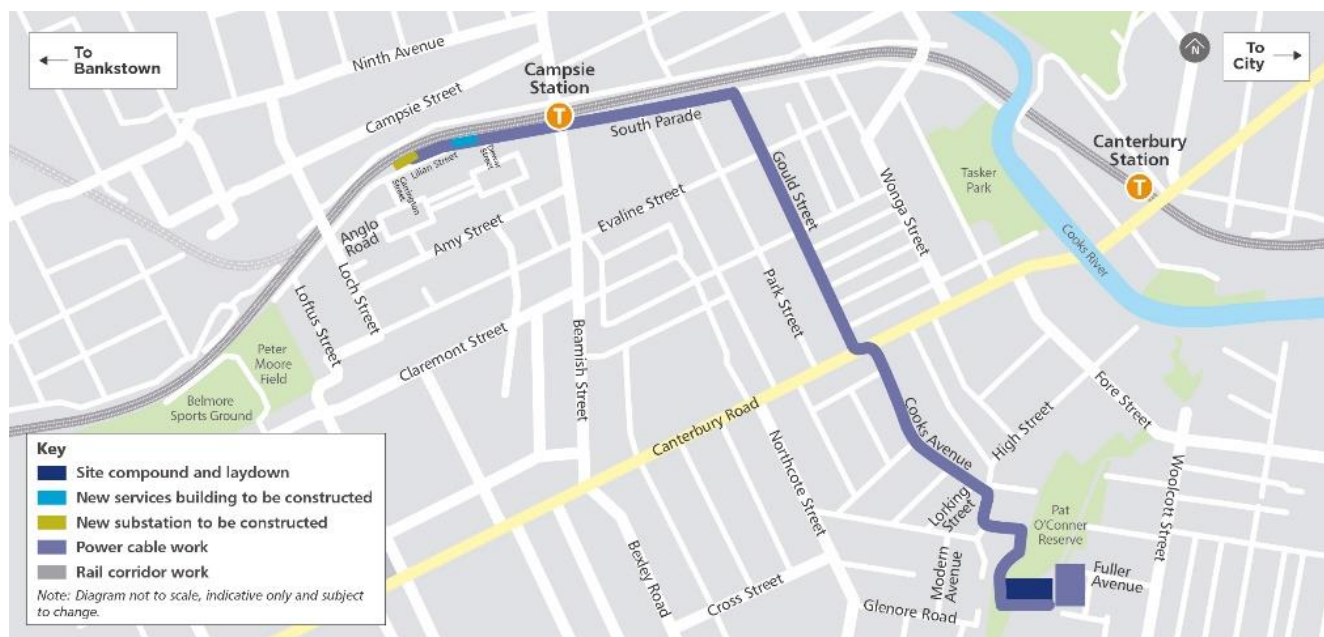 To
Bankstown
Ninth Avenue
N
To
City
Campsie
Station
T
Campsie Street
South Parade
Canterbury
Station
T
Lilian Street
Dewar
Street
Carrington
Street
Gould Street
Wonga Street
Tasker
Park
Evaline Street
Anglo
Road
Amy Street
Cooks River
Loch Street
Park Street
Loftus Street
Beamish Street
Claremont Street
Peter
Moore
Field
Belmore
Sports Ground
Fore Street
Canterbury Road
Cooks Avenue
High Street
Northcote Street
Woolcott Street
Lorking
Street
Pat
O'Conner
Reserve
Bexley Road
Modern
Avenue
Fuller
Avenue
Cross Street
Glenore Road
Key
Site compound and laydown
New services building to be constructed
New substation to be constructed
Power cable work
Rail corridor work
Note: Diagram not to scale, indicative only and subject
to change.